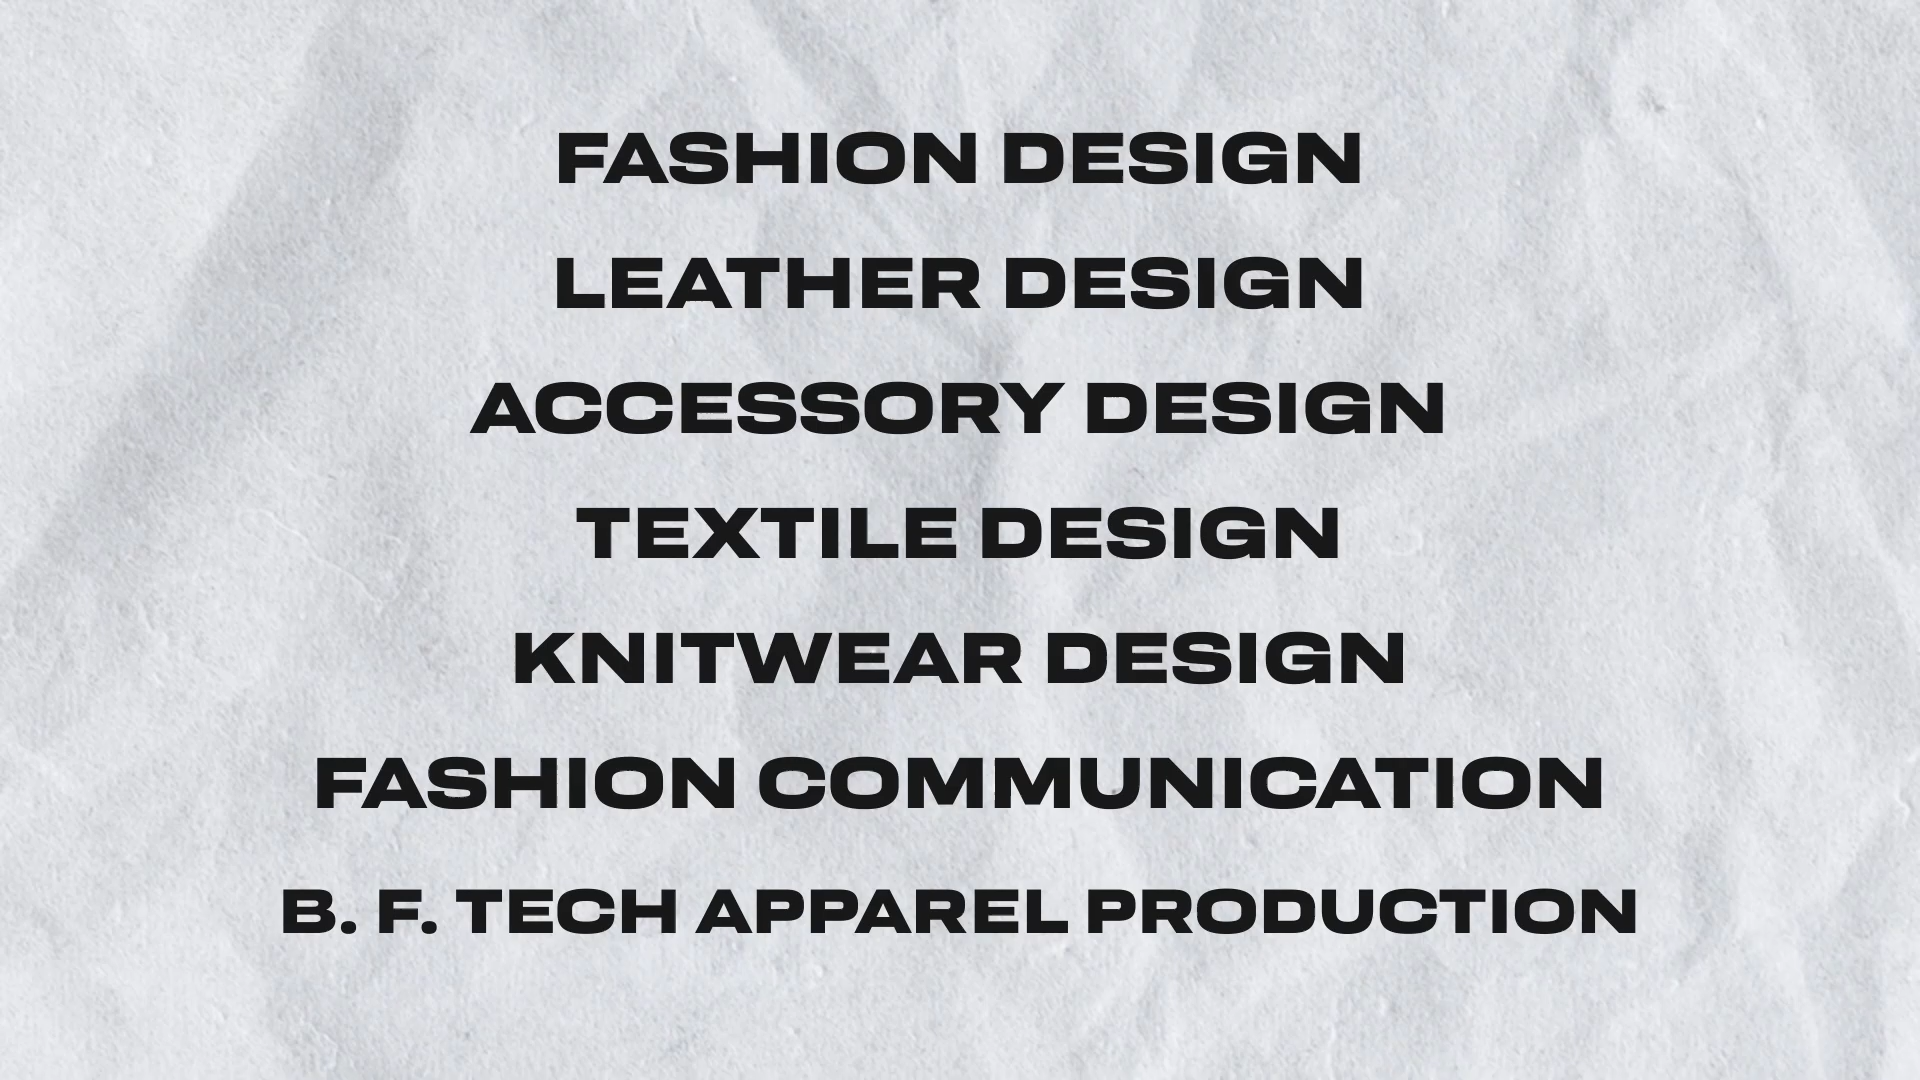 FASHION DESIGN
LEATHER DESIGN
ACCESSORY DESIGN
TEXTILE DESIGN
KNITWEAR DESIGN
FASHION COMMUNICATION
B. F. TECH APPAREL PRODUCTION